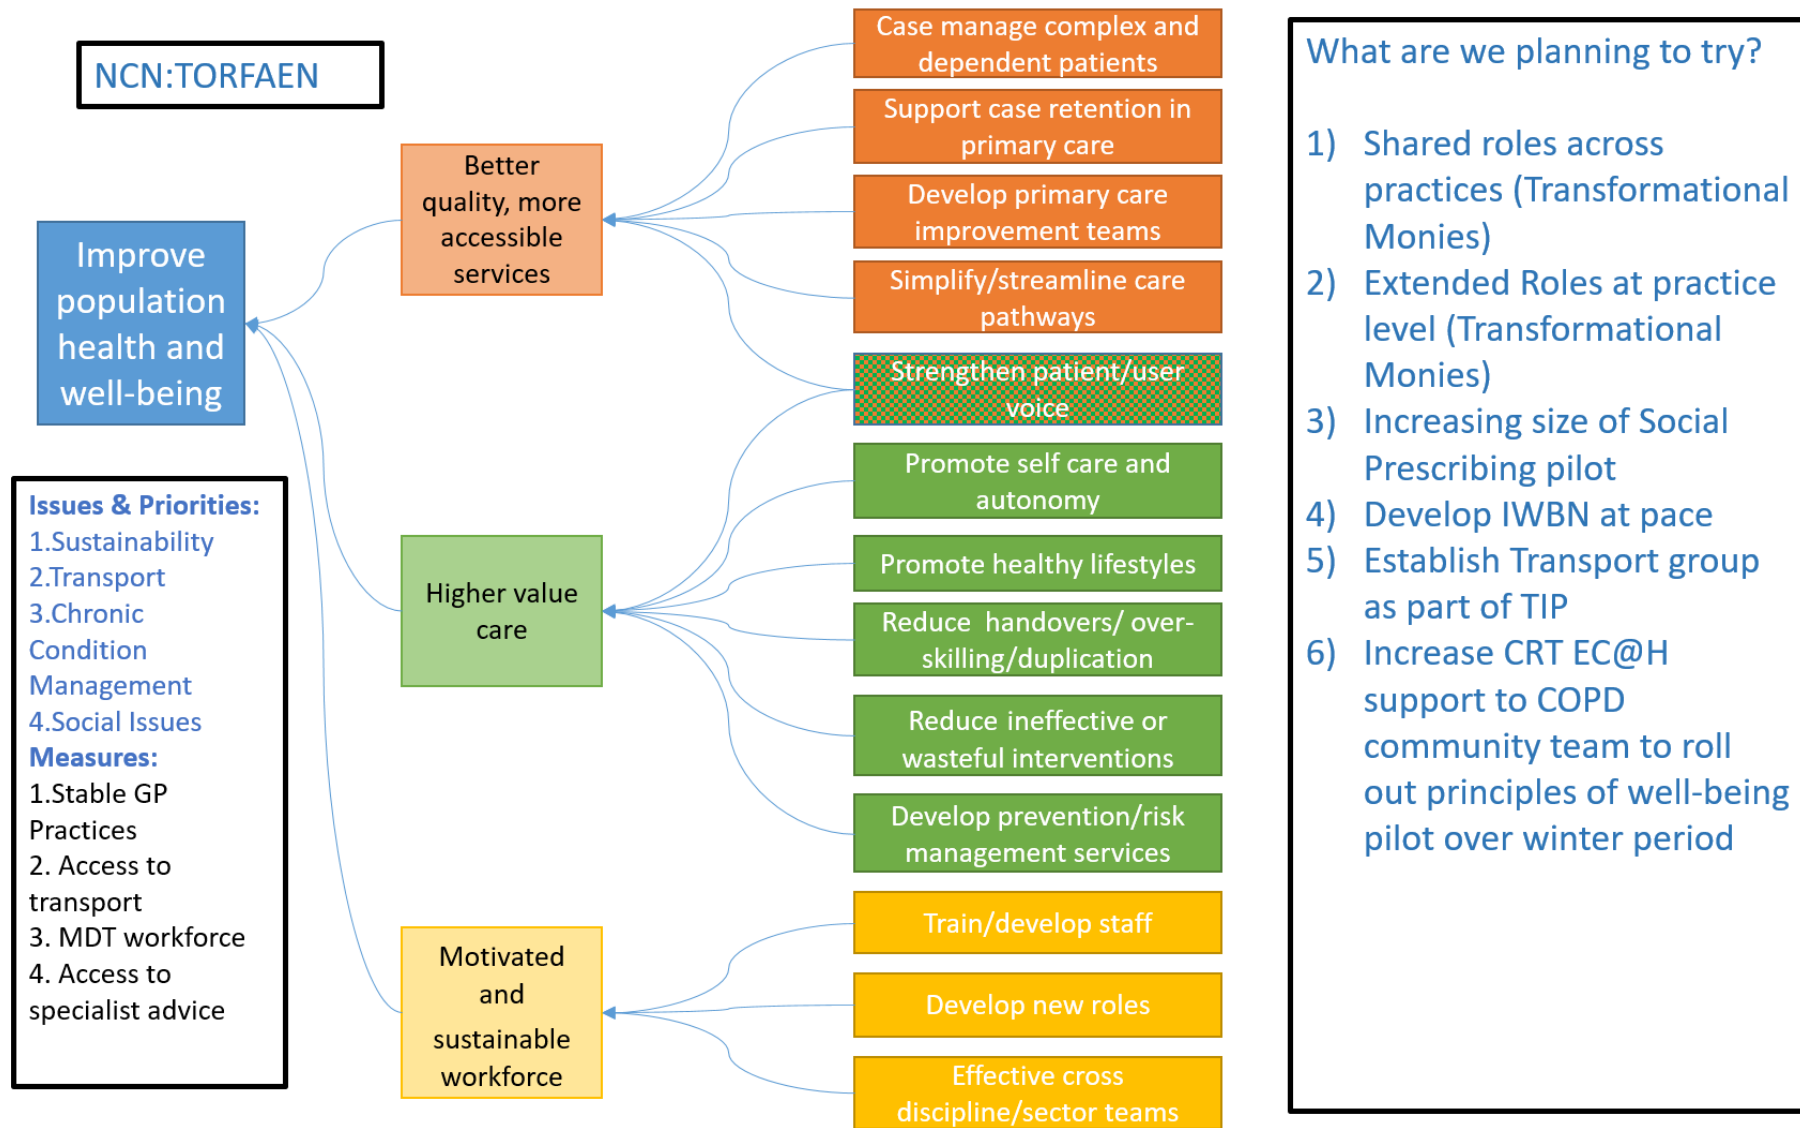 NCN:TORFAEN
Improve
population
health and
well-being
Issues & Priorities:
1.Sustainability
2.Transport
3.Chronic
Condition
Management
4.Social Issues
Measures:
1.Stable GP
Practices
2. Access to
transport
3. MDT workforce
4. Access to
specialist advice
Better
quality, more
accessible
services
Higher value
care
Motivated
and
sustainable
workforce
Case manage complex and
dependent patients
Support case retention in
primary care
Develop primary care
improvement teams
Simplify/streamline care
pathways
Strengthen patient/user
voice
Promote self care and
autonomy
Promote healthy lifestyles
Reduce  handovers/ over-
skilling/duplication
Reduce ineffective or
wasteful interventions
Develop prevention/risk
management services
Train/develop staff
Develop new roles
Effective cross
discipline/sector teams
What are we planning to try?
1) Shared roles across
practices (Transformational
Monies)
2) Extended Roles at practice
level (Transformational
Monies)
3) Increasing size of Social
Prescribing pilot
4) Develop IWBN at pace
5) Establish Transport group
as part of TIP
6) Increase CRT EC@H
support to COPD
community team to roll
out principles of well-being
pilot over winter period